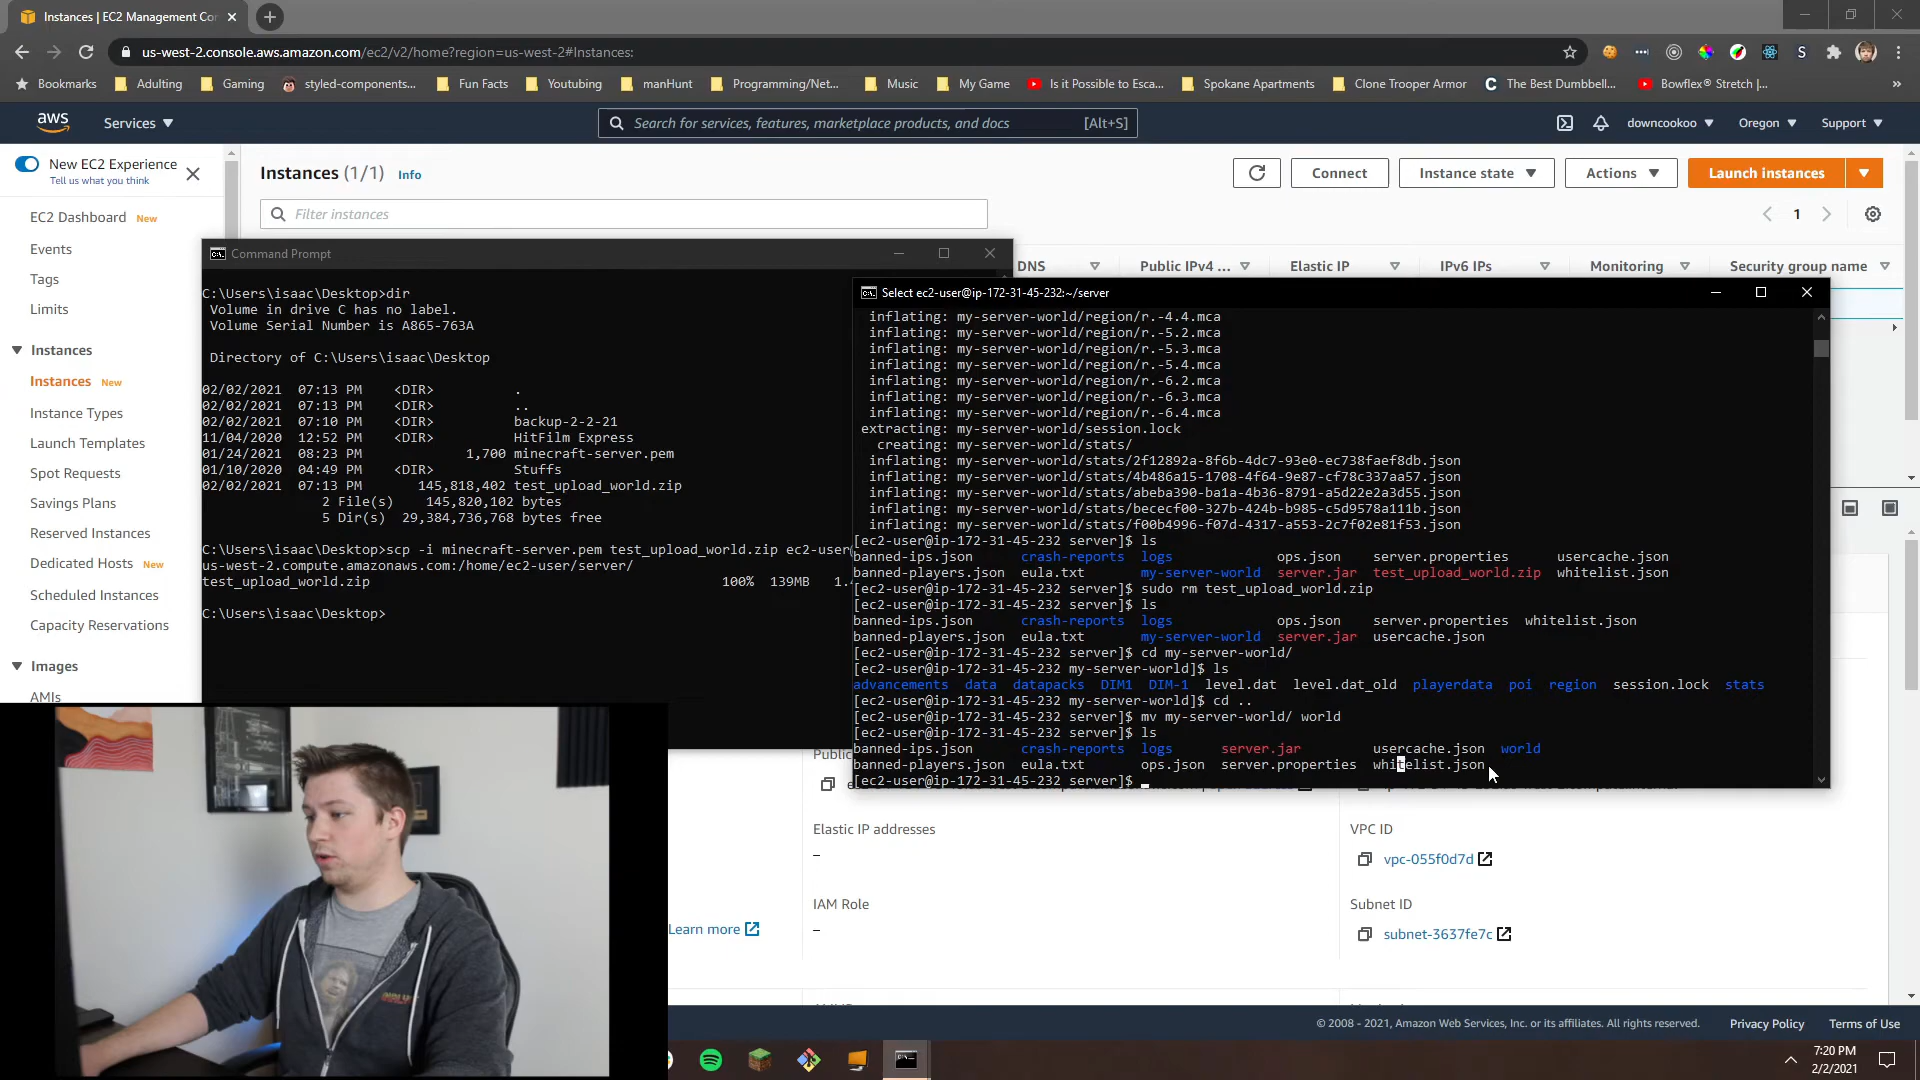 Instances | EC2 Management Con
us-west-2.console.aws.amazon.com/ec2/v2/home?region=us-west-2#Instances:
Bookmarks Adulting Gaming styled-components... Fun Facts Youtubing manHunt Programming/Net... Music My Game Is it Possible to Esca... Spokane Apartments Clone Trooper Armor The Best Dumbbell... Bowflex® Stretch |...
aws Services Search for services, features, marketplace products, and docs [Alt+S] downcookoo Oregon Support
New EC2 Experience
Tell us what you think
Instances (1/1) Info Connect Instance state Actions Launch instances
Filter instances 1
EC2 Dashboard New
Events
Tags
Limits
Instances
Instances New
Instance Types
Launch Templates
Spot Requests
Savings Plans
Reserved Instances
Dedicated Hosts New
Scheduled Instances
Capacity Reservations
Images
AMIs
DNS Public IPv4 ... Elastic IP IPv6 IPs Monitoring Security group name
Command Prompt
C:\Users\isaac\Desktop>dir
Volume in drive C has no label.
Volume Serial Number is A865-763A
Directory of C:\Users\isaac\Desktop
02/02/2021 07:13 PM <DIR> .
02/02/2021 07:13 PM <DIR> ..
02/02/2021 07:10 PM <DIR> backup-2-2-21
11/04/2020 12:52 PM <DIR> HitFilm Express
01/24/2021 08:23 PM 1,700 minecraft-server.pem
01/10/2020 04:49 PM <DIR> Stuffs
02/02/2021 07:13 PM 145,818,402 test_upload_world.zip
2 File(s) 145,820,102 bytes
5 Dir(s) 29,384,736,768 bytes free
C:\Users\isaac\Desktop>scp -i minecraft-server.pem test_upload_world.zip ec2-user@
us-west-2.compute.amazonaws.com:/home/ec2-user/server/
test_upload_world.zip 100% 139MB 1.4
C:\Users\isaac\Desktop>
Select ec2-user@ip-172-31-45-232:~/server
inflating: my-server-world/region/r.-4.4.mca
inflating: my-server-world/region/r.-5.2.mca
inflating: my-server-world/region/r.-5.3.mca
inflating: my-server-world/region/r.-5.4.mca
inflating: my-server-world/region/r.-6.2.mca
inflating: my-server-world/region/r.-6.3.mca
inflating: my-server-world/region/r.-6.4.mca
extracting: my-server-world/session.lock
creating: my-server-world/stats/
inflating: my-server-world/stats/2f12892a-8f6b-4dc7-93e0-ec738faef8db.json
inflating: my-server-world/stats/4b486a15-1708-4f64-9e87-cf78c337aa57.json
inflating: my-server-world/stats/abeba390-ba1a-4b36-8791-a5d22e2a3d55.json
inflating: my-server-world/stats/bececf00-327b-424b-b985-c5d9578a111b.json
inflating: my-server-world/stats/f00b4996-f07d-4317-a553-2c7f02e81f53.json
[ec2-user@ip-172-31-45-232 server]$ ls
banned-ips.json crash-reports logs ops.json server.properties usercache.json
banned-players.json eula.txt my-server-world server.jar test_upload_world.zip whitelist.json
[ec2-user@ip-172-31-45-232 server]$ sudo rm test_upload_world.zip
[ec2-user@ip-172-31-45-232 server]$ ls
banned-ips.json crash-reports logs ops.json server.properties whitelist.json
banned-players.json eula.txt my-server-world server.jar usercache.json
[ec2-user@ip-172-31-45-232 server]$ cd my-server-world/
[ec2-user@ip-172-31-45-232 my-server-world]$ ls
advancements data datapacks DIM1 DIM-1 level.dat level.dat_old playerdata poi region session.lock stats
[ec2-user@ip-172-31-45-232 my-server-world]$ cd ..
[ec2-user@ip-172-31-45-232 server]$ mv my-server-world/ world
[ec2-user@ip-172-31-45-232 server]$ ls
banned-ips.json crash-reports logs server.jar usercache.json world
banned-players.json eula.txt ops.json server.properties whitelist.json
[ec2-user@ip-172-31-45-232 server]$
Elastic IP addresses
–
VPC ID
vpc-055f0d7d
IAM Role
–
Subnet ID
subnet-3637fe7c
Learn more
© 2008 - 2021, Amazon Web Services, Inc. or its affiliates. All rights reserved. Privacy Policy Terms of Use
7:20 PM
2/2/2021